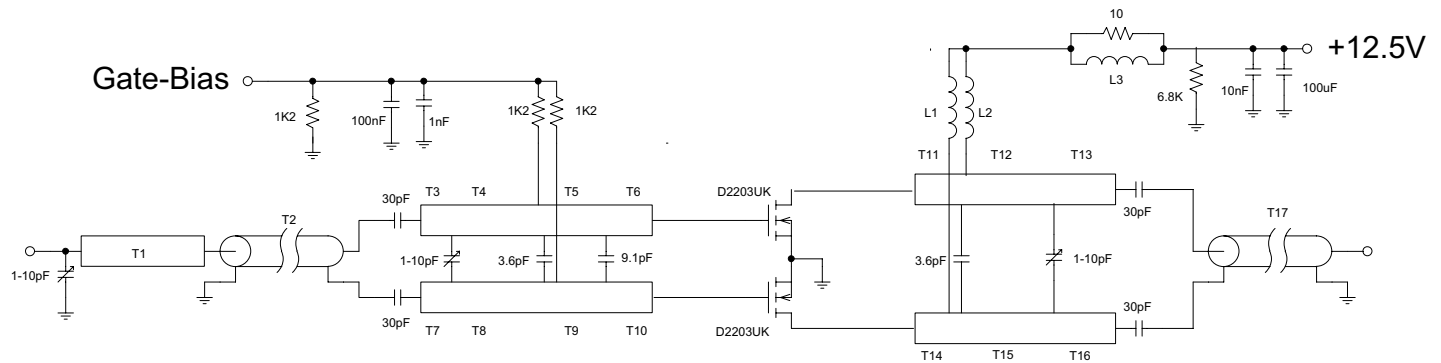 10
+12.5V
Gate-Bias
L3
6.8K
10nF
100uF
1K2
100nF
1nF
1K2
1K2
L1
L2
T11
T12
T13
T3
T4
T5
T6
D2203UK
30pF
30pF
T2
T17
T1
1-10pF
1-10pF
3.6pF
9.1pF
3.6pF
1-10pF
30pF
30pF
T7
T8
T9
T10
D2203UK
T14
T15
T16